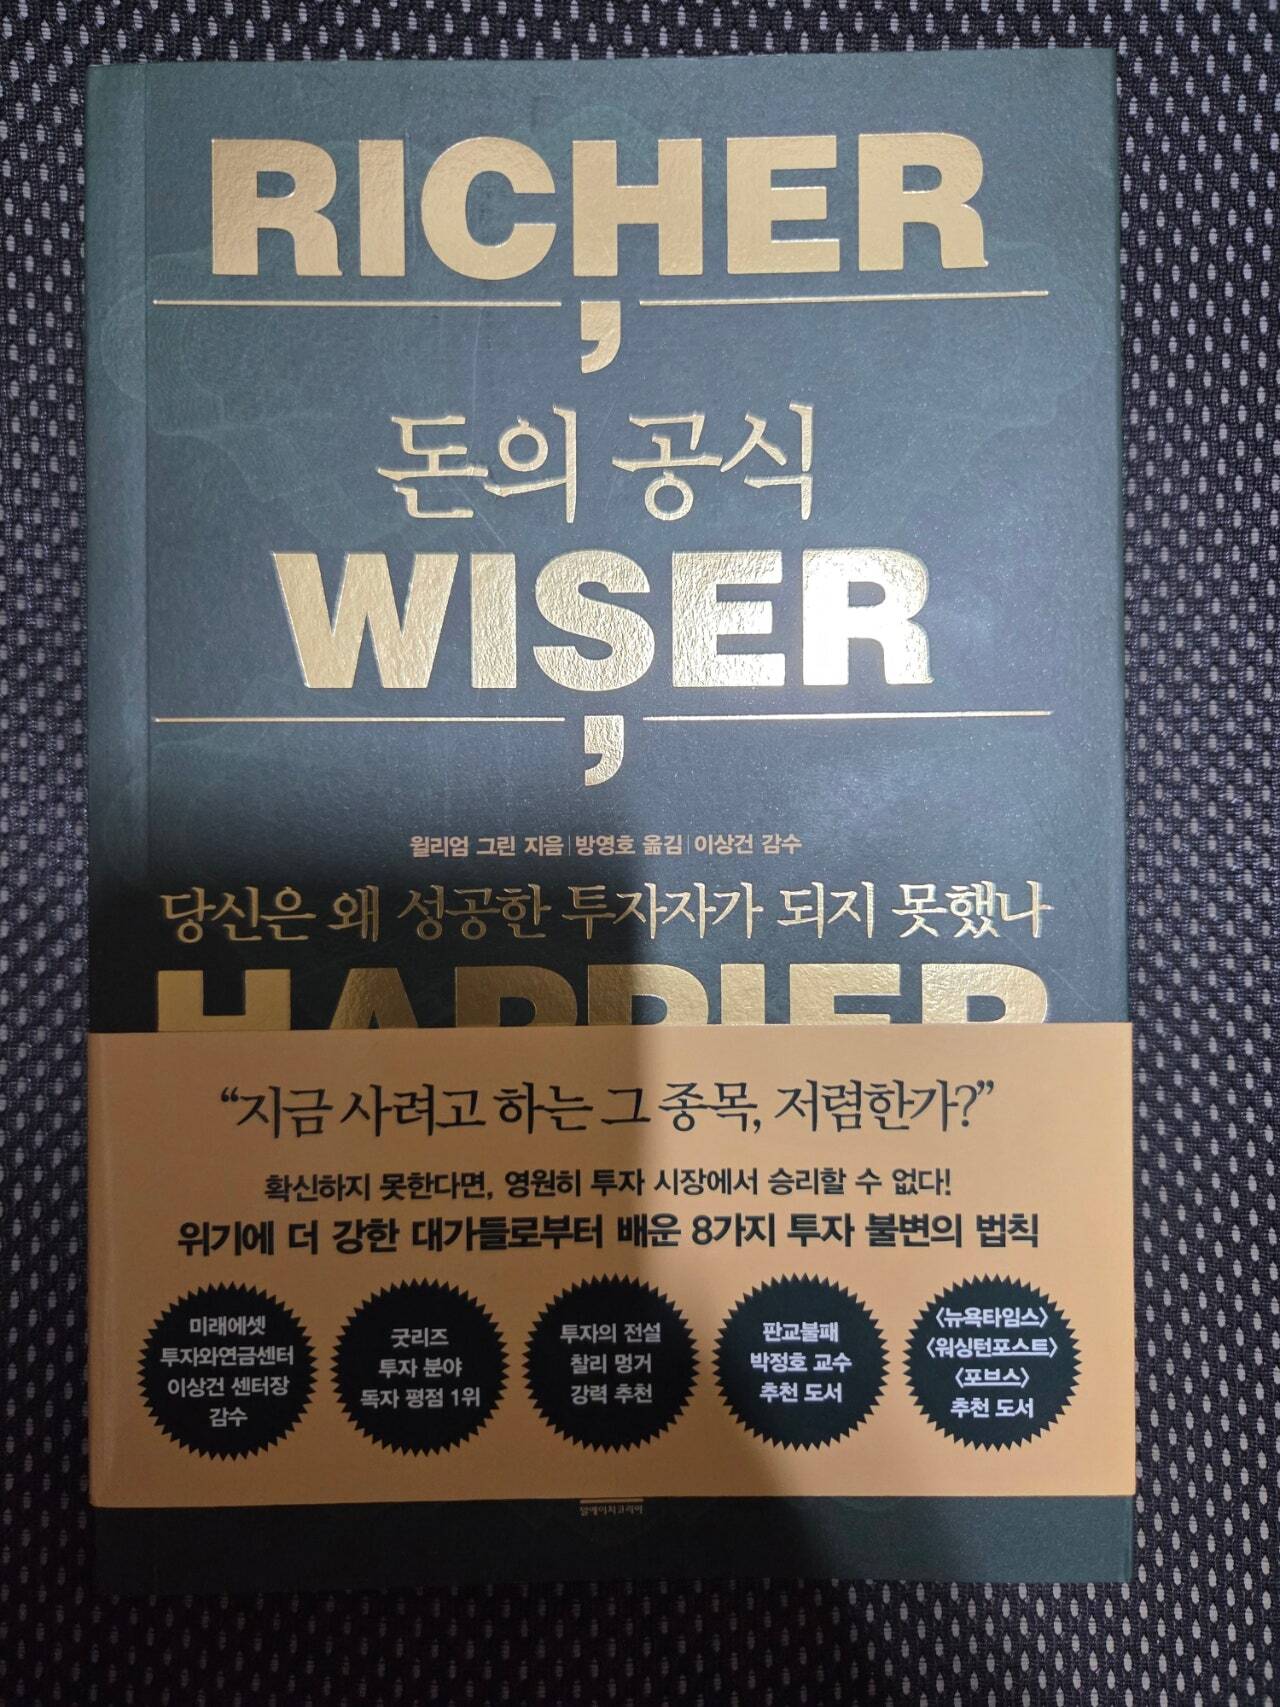 RICHER,
돈의 공식
WISER,
윌리엄 그린 지음|방영호 옮김|이상건 감수
당신은 왜 성공한 투자자가 되지 못했나
HAPPIER
“지금 사려고 하는 그 종목, 저렴한가?”
확신하지 못한다면, 영원히 투자 시장에서 승리할 수 없다!
위기에 더 강한 대가들로부터 배운 8가지 투자 불변의 법칙
미래에셋
투자와연금센터
이상건 센터장
감수
굿리즈
투자 분야
독자 평점 1위
투자의 전설
찰리 멍거
강력 추천
판교불패
박정호 교수
추천 도서
<뉴욕타임스>
<워싱턴포스트>
<포브스>
추천 도서
알에이치코리아